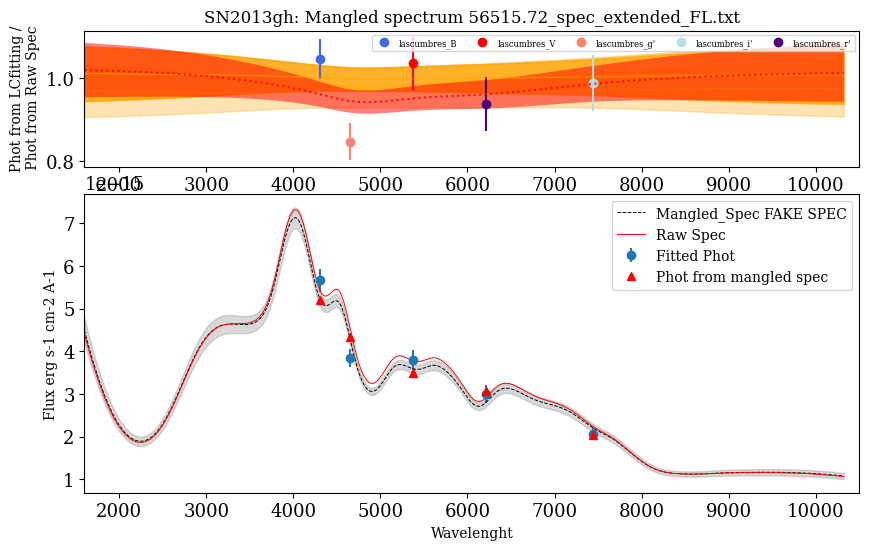 SN2013gh: Mangled spectrum 56515.72_spec_extended_FL.txt
Phot from LCfitting /
Phot from Raw Spec
lascumbres_B lascumbres_V lascumbres_g' lascumbres_i' lascumbres_r'
1.0
0.8
2000 3000 4000 5000 6000 7000 8000 9000 10000
1e−15
Flux erg s-1 cm-2 A-1
7
6
5
4
3
2
1
Mangled_Spec FAKE SPEC
Raw Spec
Fitted Phot
Phot from mangled spec
2000 3000 4000 5000 6000 7000 8000 9000 10000
Wavelenght